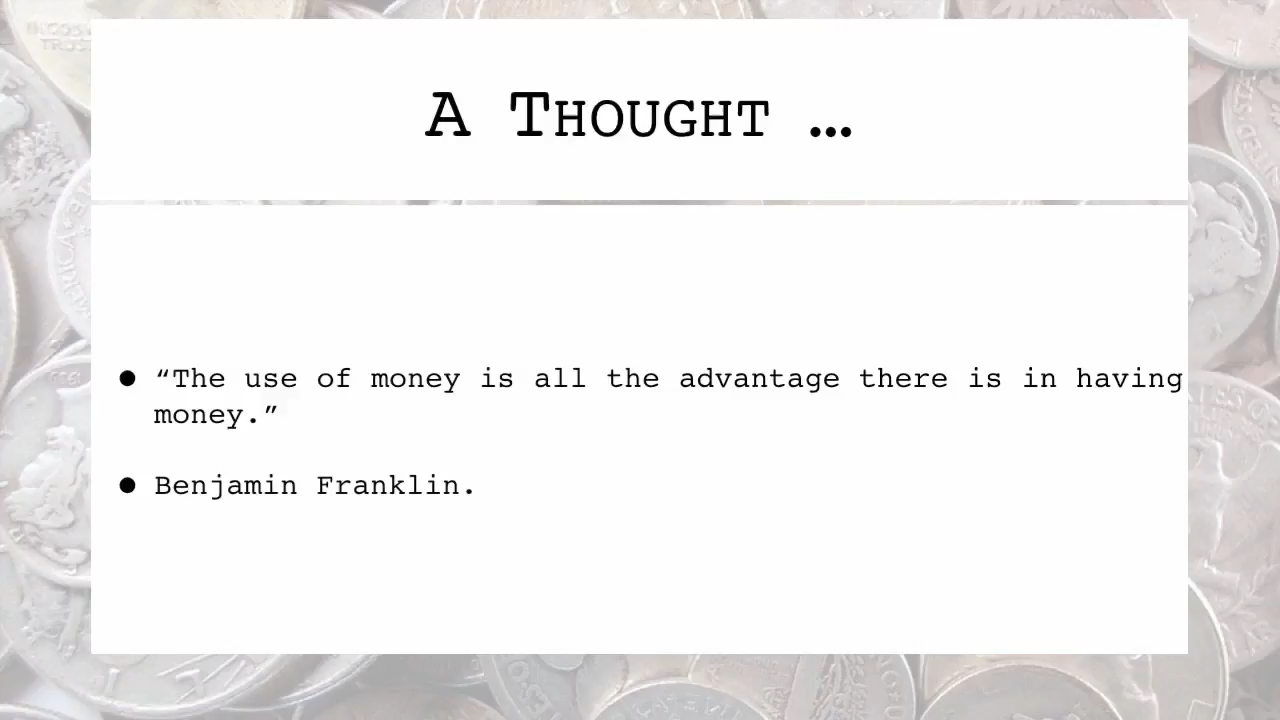 A THOUGHT …
● “The use of money is all the advantage there is in having
money.”
● Benjamin Franklin.